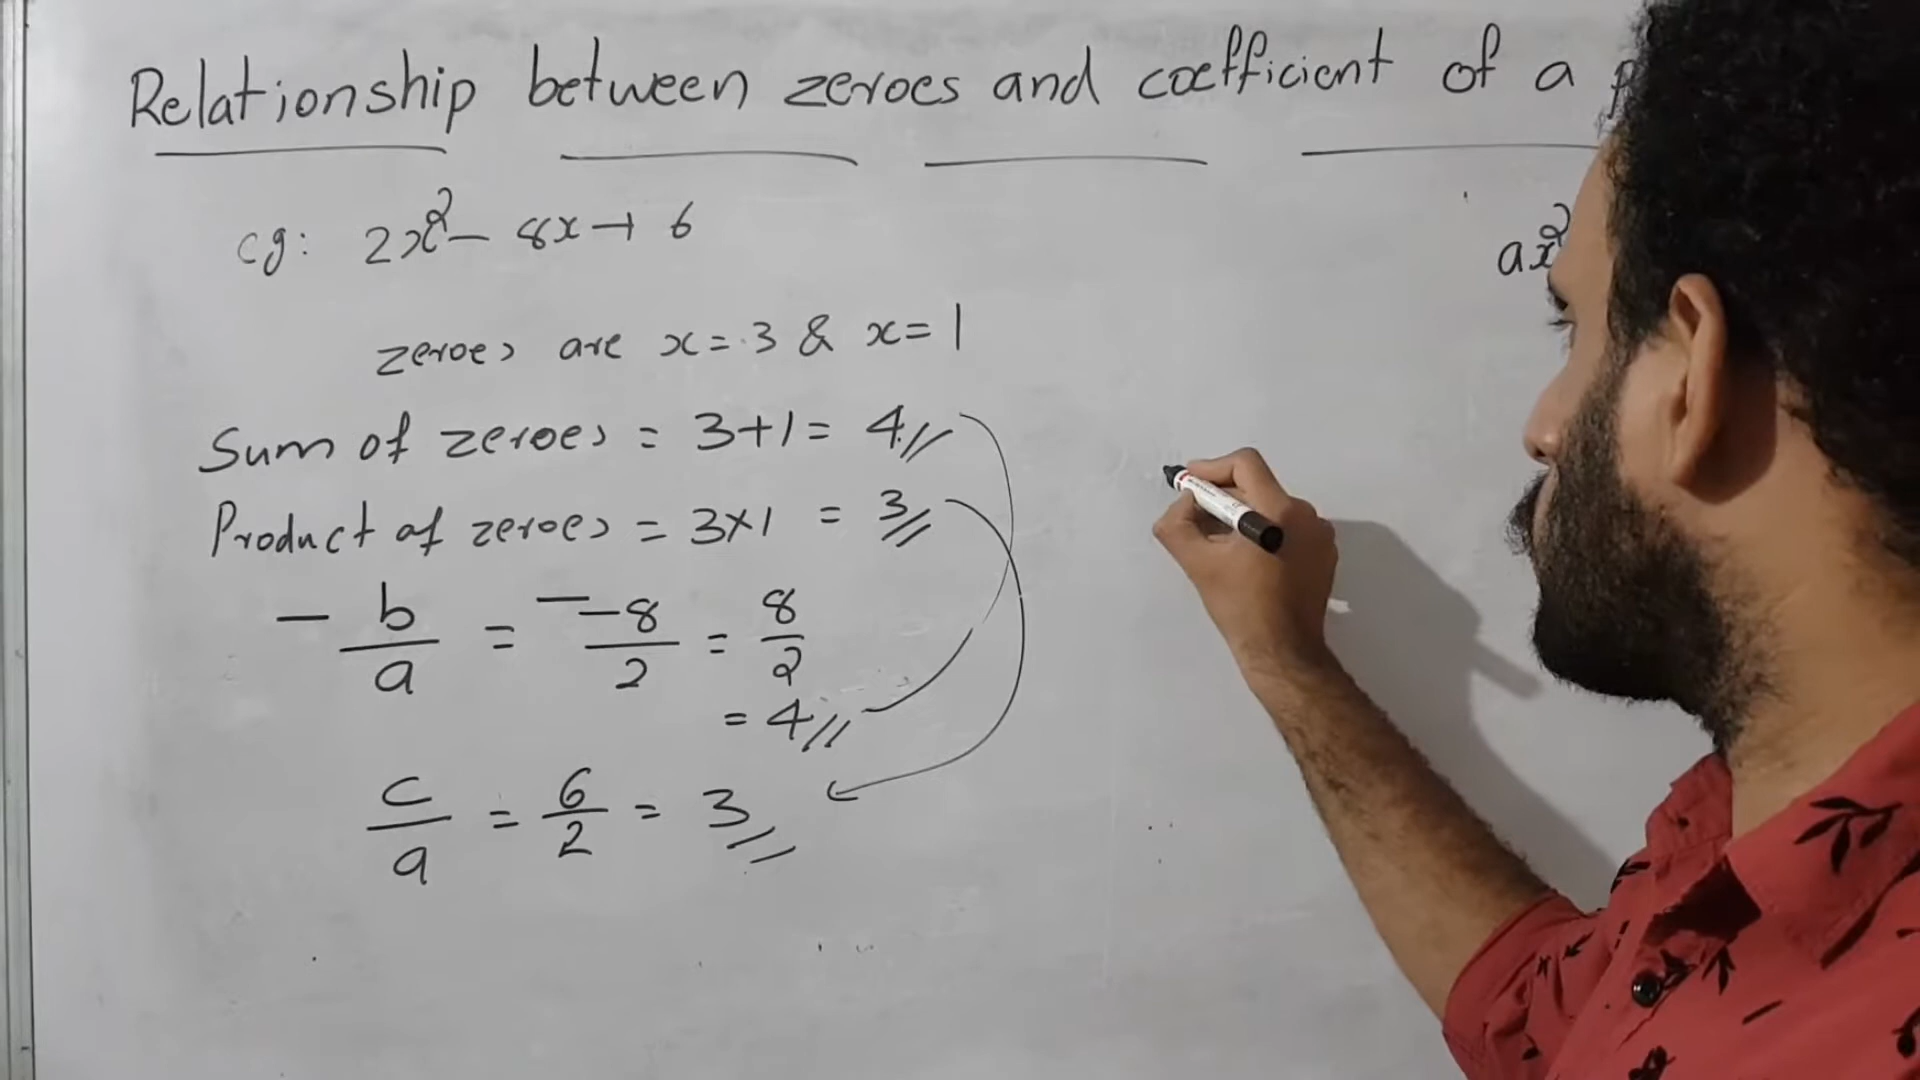 Relationship between zeroes and coefficient of a
eg: 2x² - 8x + 6
ax²
zeroes are x = 3 & x = 1
Sum of zeroes = 3+1 = 4
Product of zeroes = 3×1 = 3
- b/a = - -8/2 = 8/2
= 4
c/a = 6/2 = 3